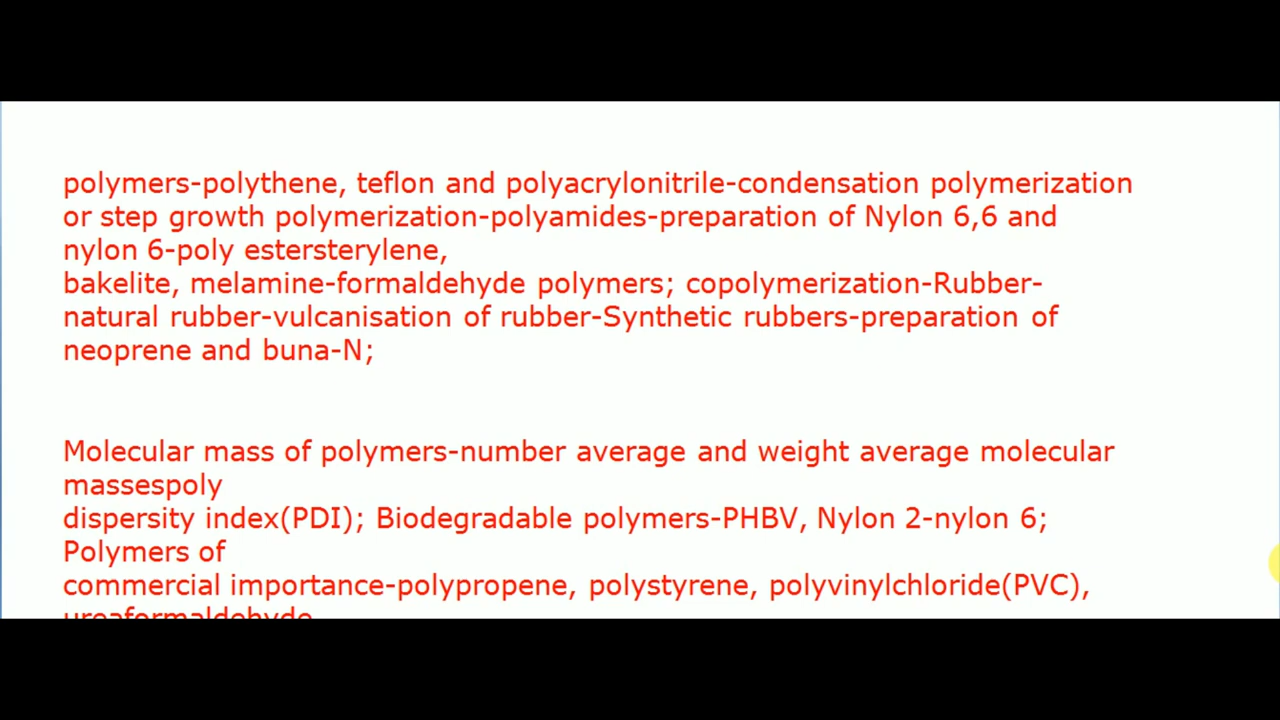 polymers-polythene, teflon and polyacrylonitrile-condensation polymerization
or step growth polymerization-polyamides-preparation of Nylon 6,6 and
nylon 6-poly estersterylene,
bakelite, melamine-formaldehyde polymers; copolymerization-Rubber-
natural rubber-vulcanisation of rubber-Synthetic rubbers-preparation of
neoprene and buna-N;
Molecular mass of polymers-number average and weight average molecular
massespoly
dispersity index(PDI); Biodegradable polymers-PHBV, Nylon 2-nylon 6;
Polymers of
commercial importance-polypropene, polystyrene, polyvinylchloride(PVC),
ureaformaldehyde